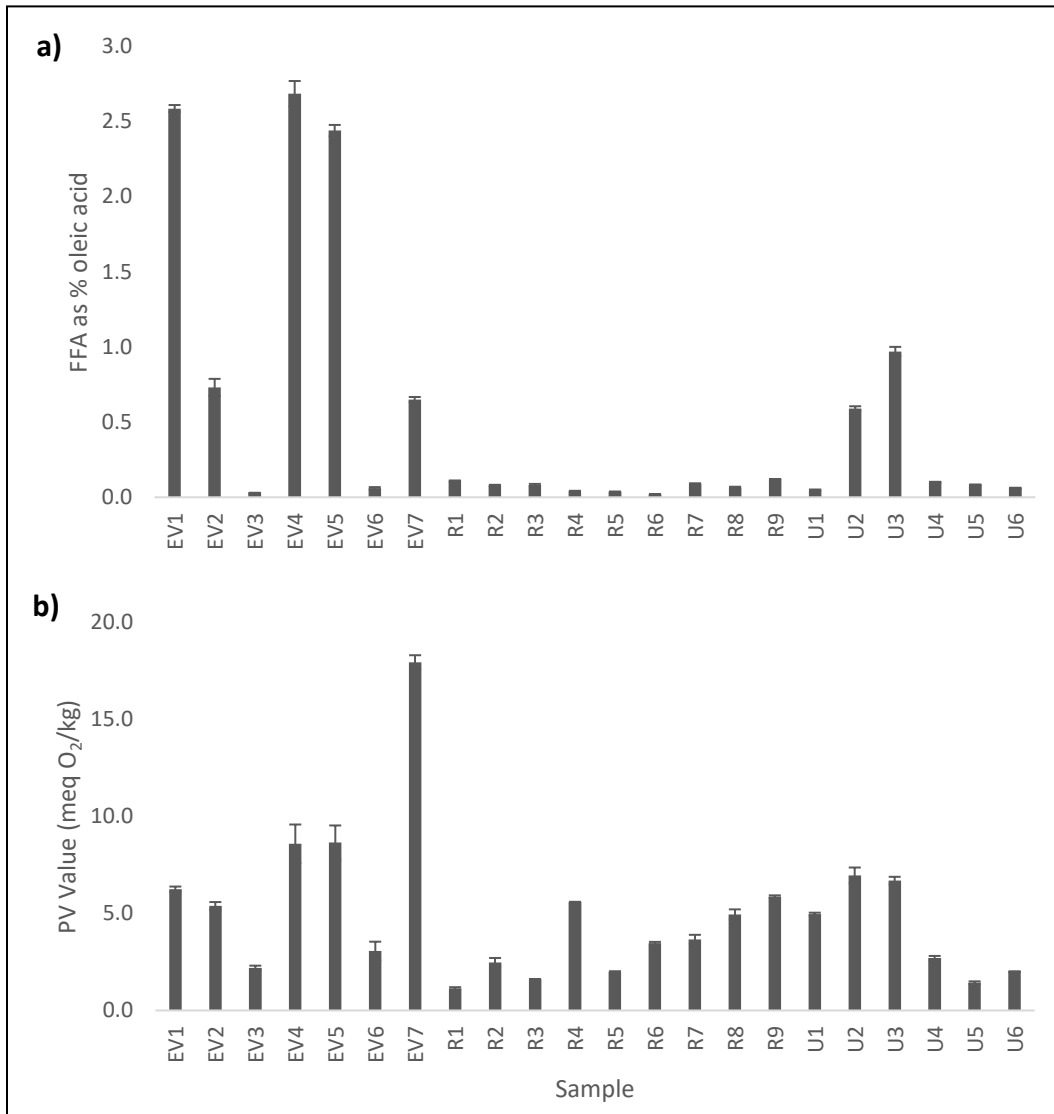 a)
3.0
2.5
2.0
1.5
1.0
0.5
0.0
FFA as % oleic acid
EV1 EV2 EV3 EV4 EV5 EV6 EV7 R1 R2 R3 R4 R5 R6 R7 R8 R9 U1 U2 U3 U4 U5 U6
b)
20.0
15.0
10.0
5.0
0.0
PV Value (meq O₂/kg)
EV1 EV2 EV3 EV4 EV5 EV6 EV7 R1 R2 R3 R4 R5 R6 R7 R8 R9 U1 U2 U3 U4 U5 U6
Sample